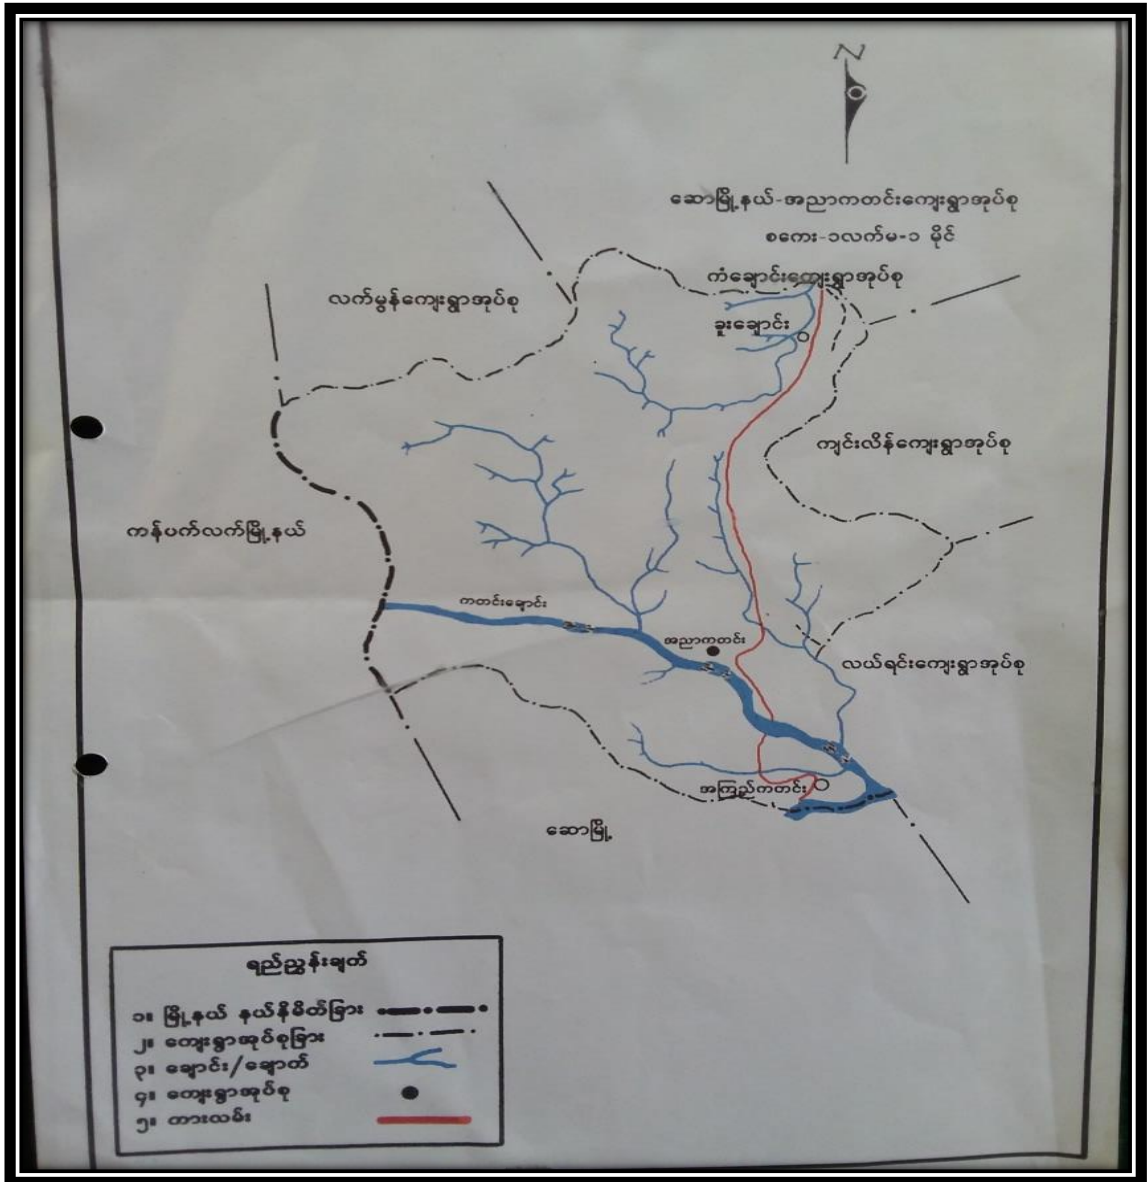 N
ဆောမြို့နယ်-အညာကတင်းကျေးရွာအုပ်စု
စကေး-၁လက်မ-၁ မိုင်
ကံချောင်းကျေးရွာအုပ်စု
လက်မွန်ကျေးရွာအုပ်စု
ခူးချောင်း
ကျင်းလိန်ကျေးရွာအုပ်စု
ကန်ပက်လက်မြို့နယ်
ကတင်းချောင်း
အညာကတင်း
လယ်ရင်းကျေးရွာအုပ်စု
အကြည်ကတင်း
ဆောမြို့
ရည်ညွှန်းချက်
၁။ မြို့နယ် နယ်နိမိတ်ခြား
၂။ ကျေးရွာအုပ်စုခြား
၃။ ချောင်း/ချောက်
၄။ ကျေးရွာအုပ်စု
၅။ ကားလမ်း